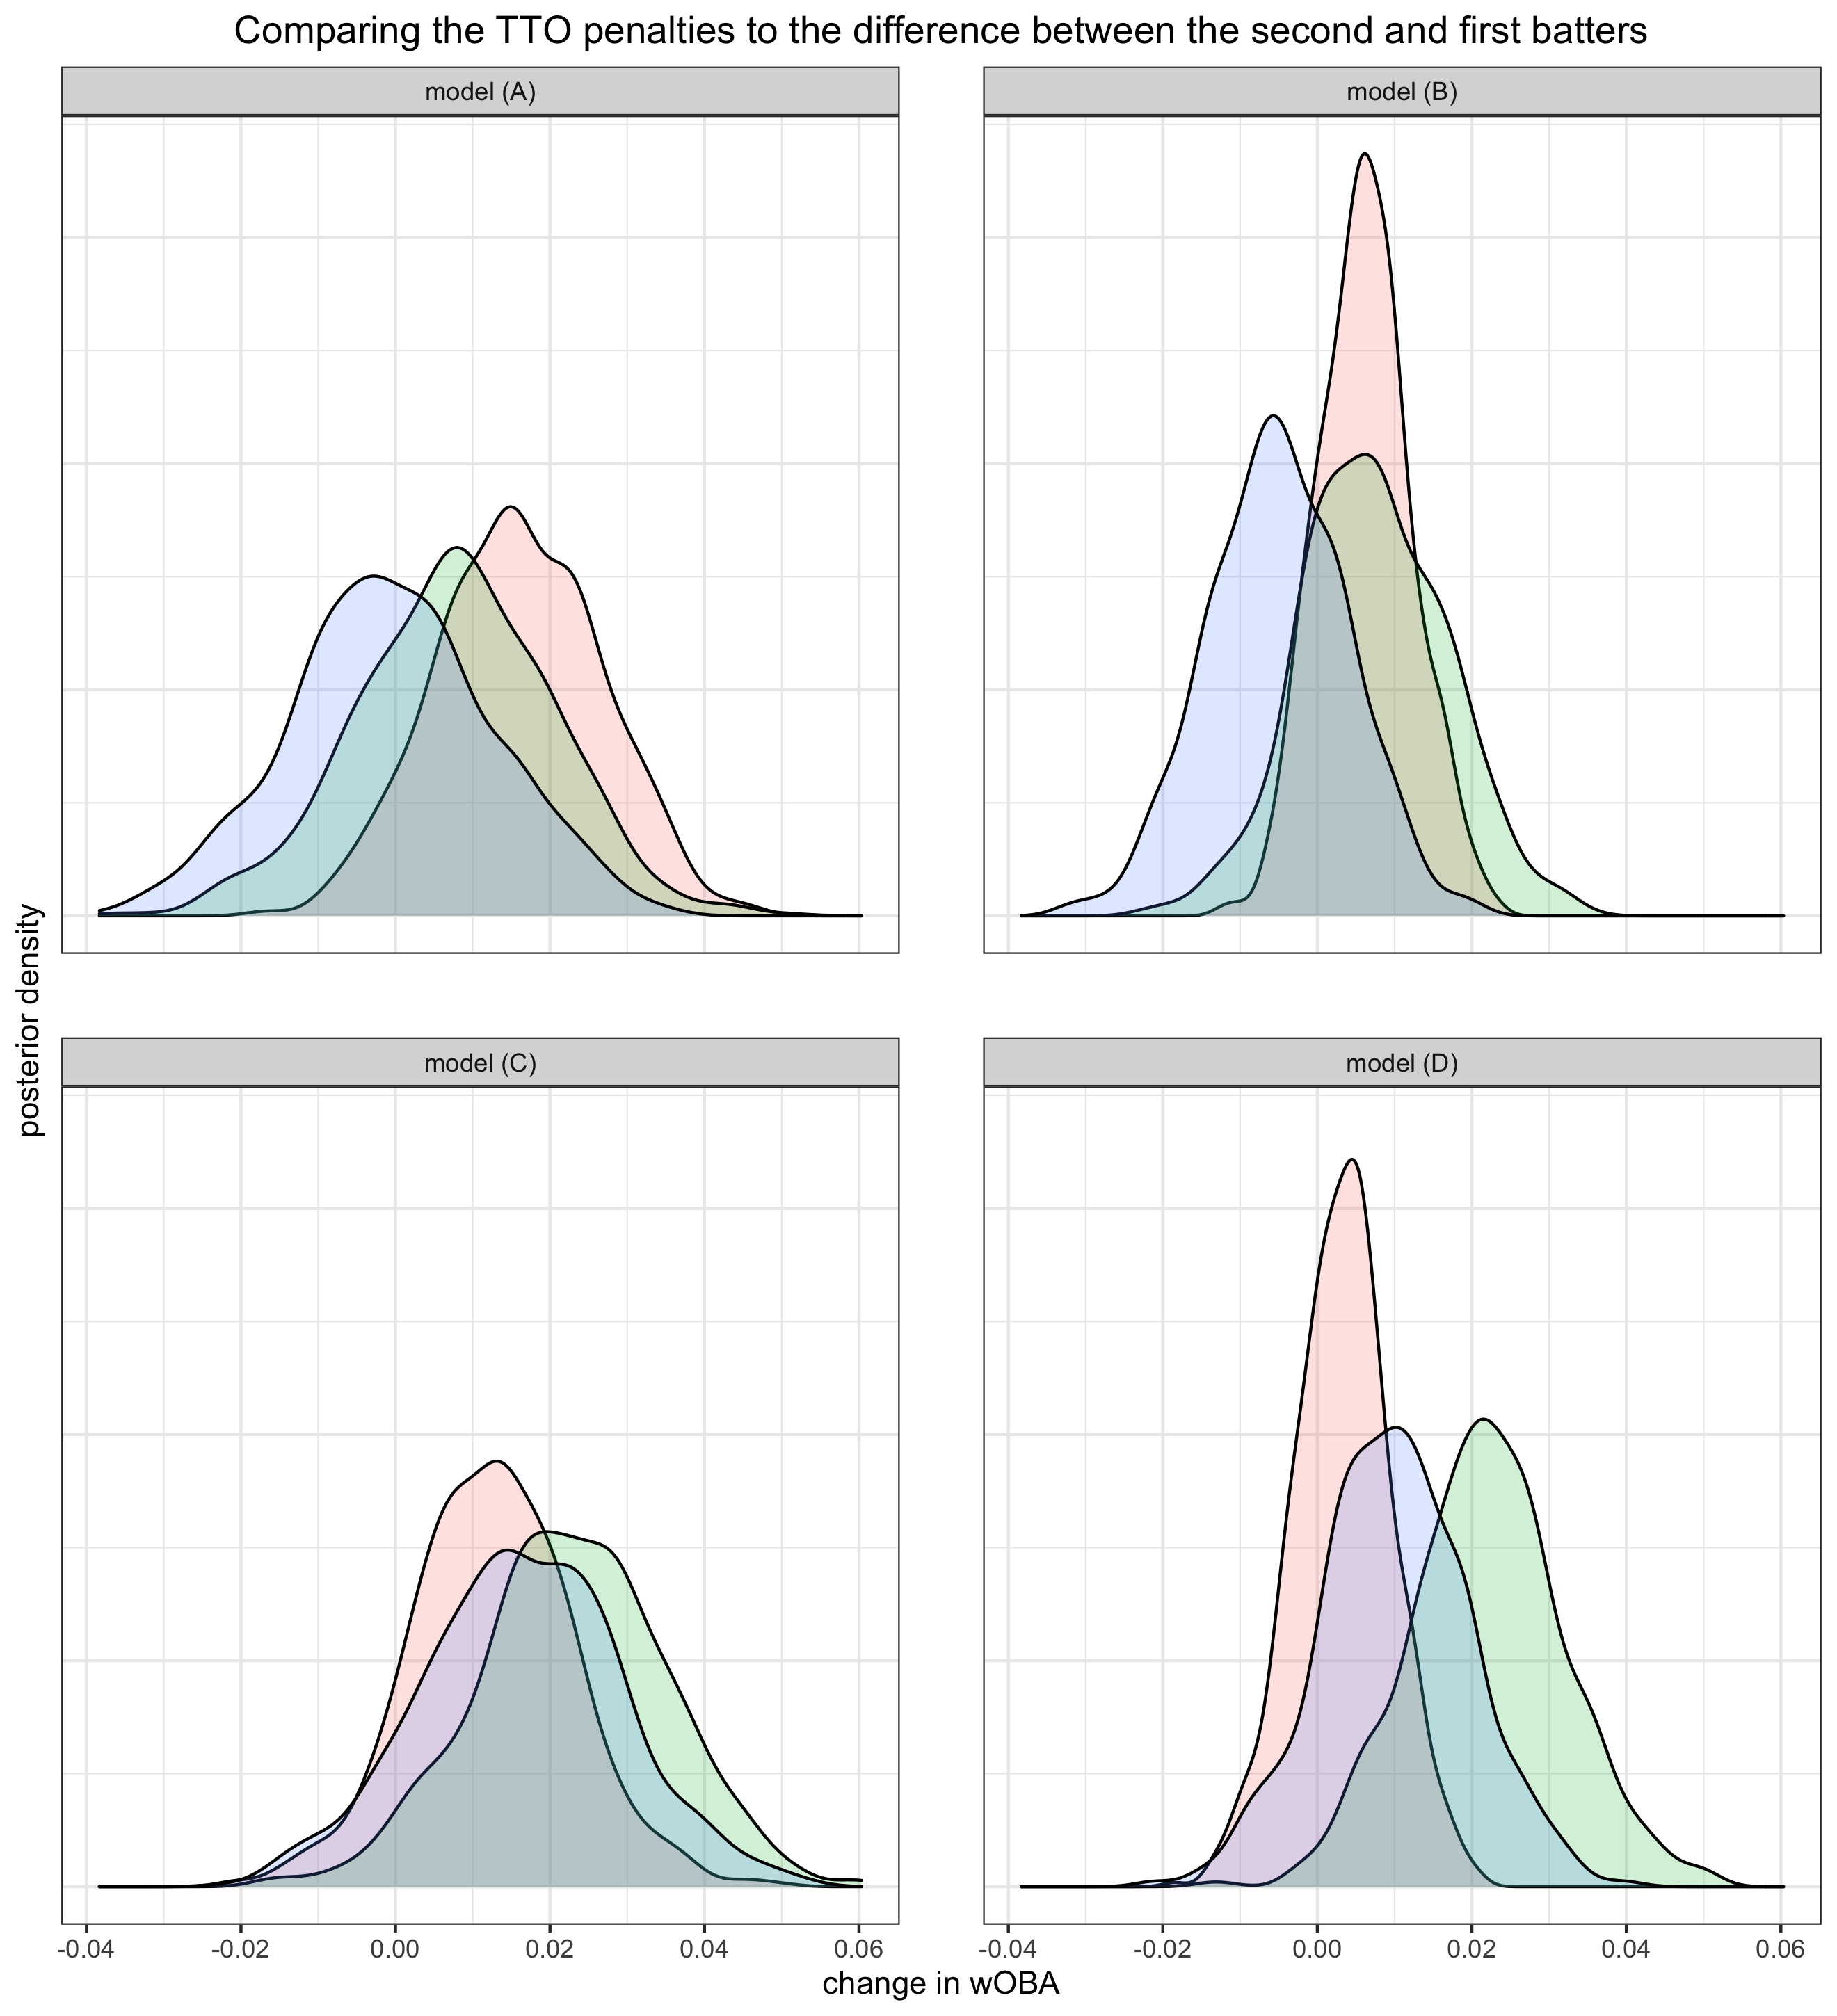 Comparing the TTO penalties to the difference between the second and first batters
model (A)
model (B)
posterior density
model (C)
model (D)
-0.04 -0.02 0.00 0.02 0.04 0.06
-0.04 -0.02 0.00 0.02 0.04 0.06
change in wOBA